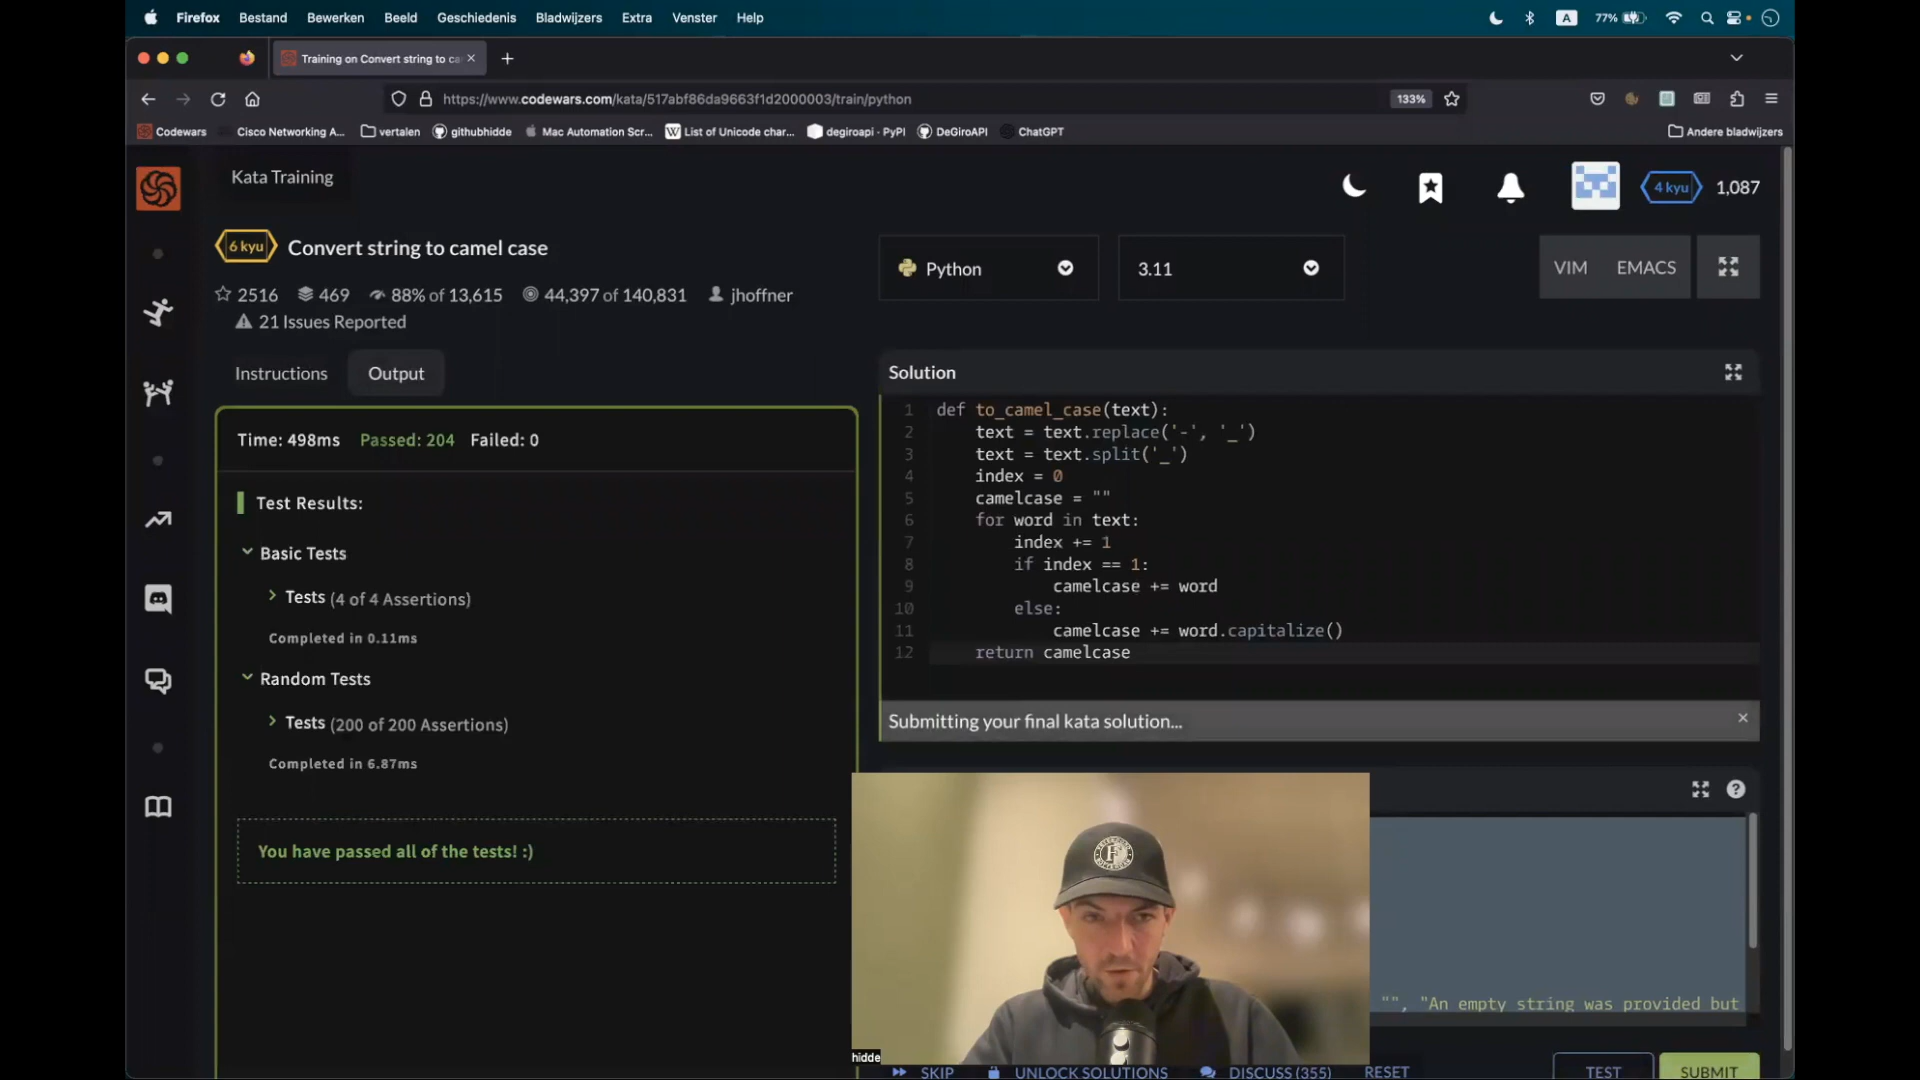 Firefox Bestand Bewerken Beeld Geschiedenis Bladwijzers Extra Venster Help
A 77%
Training on Convert string to ca
https://www.codewars.com/kata/517abf86da9663f1d2000003/train/python 133%
Codewars Cisco Networking A... vertalen githubhidde Mac Automation Scr... List of Unicode char... degiroapi · PyPI DeGiroAPI ChatGPT Andere bladwijzers
Kata Training
4 kyu 1,087
6 kyu Convert string to camel case
Python 3.11 VIM EMACS
2516 469 88% of 13,615 44,397 of 140,831 jhoffner
21 Issues Reported
Instructions Output
Solution
Time: 498ms Passed: 204 Failed: 0
Test Results:
Basic Tests
Tests (4 of 4 Assertions)
Completed in 0.11ms
Random Tests
Tests (200 of 200 Assertions)
Completed in 6.87ms
You have passed all of the tests! :)
1 def to_camel_case(text):
2 text = text.replace('-', '_')
3 text = text.split('_')
4 index = 0
5 camelcase = ""
6 for word in text:
7 index += 1
8 if index == 1:
9 camelcase += word
10 else:
11 camelcase += word.capitalize()
12 return camelcase
Submitting your final kata solution...
"", "An empty string was provided but
hidde
SKIP UNLOCK SOLUTIONS DISCUSS (355) RESET TEST SUBMIT